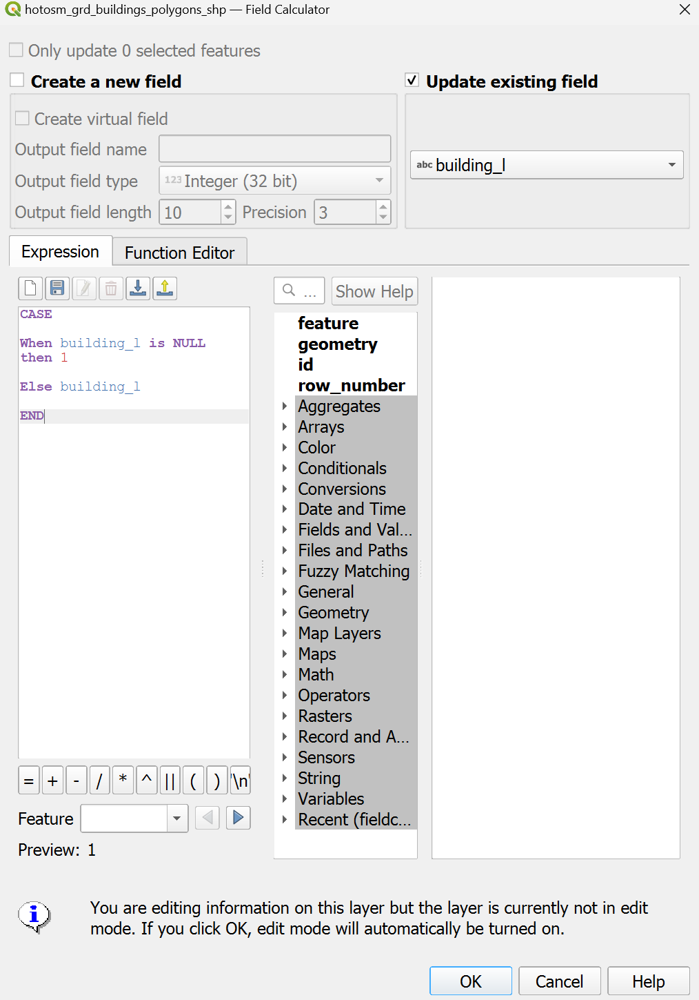 hotosm_grd_buildings_polygons_shp — Field Calculator
Only update 0 selected features
Create a new field
Update existing field
Create virtual field
Output field name
Output field type 123 Integer (32 bit)
Output field length 10 Precision 3
abc building_l
Expression Function Editor
... Show Help
CASE
When building_l is NULL
then 1
Else building_l
END
feature
geometry
id
row_number
Aggregates
Arrays
Color
Conditionals
Conversions
Date and Time
Fields and Val...
Files and Paths
Fuzzy Matching
General
Geometry
Map Layers
Maps
Math
Operators
Rasters
Record and A...
Sensors
String
Variables
Recent (fieldc...
= + - / * ^ || ( ) '\n'
Feature
Preview: 1
You are editing information on this layer but the layer is currently not in edit
mode. If you click OK, edit mode will automatically be turned on.
OK Cancel Help